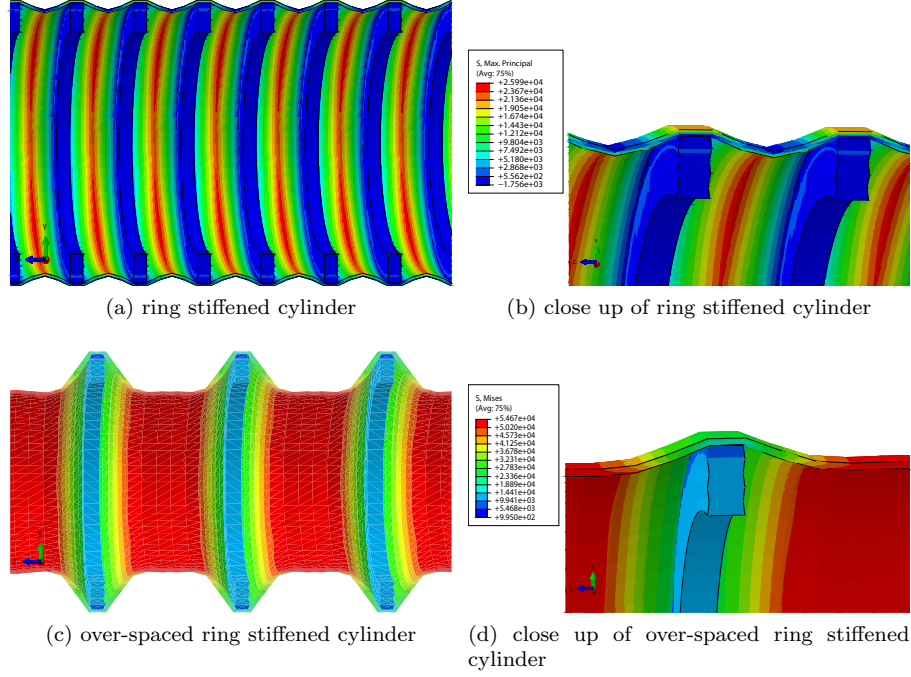 S, Max. Principal
(Avg: 75%)
+2.599e+04
+2.367e+04
+2.136e+04
+1.905e+04
+1.674e+04
+1.443e+04
+1.212e+04
+9.804e+03
+7.492e+03
+5.180e+03
+2.868e+03
+5.562e+02
−1.756e+03
(a) ring stiffened cylinder
(b) close up of ring stiffened cylinder
S, Mises
(Avg: 75%)
+5.467e+04
+5.020e+04
+4.573e+04
+4.125e+04
+3.678e+04
+3.231e+04
+2.783e+04
+2.336e+04
+1.889e+04
+1.441e+04
+9.941e+03
+5.468e+03
+9.950e+02
(c) over-spaced ring stiffened cylinder
(d) close up of over-spaced ring stiffened
cylinder